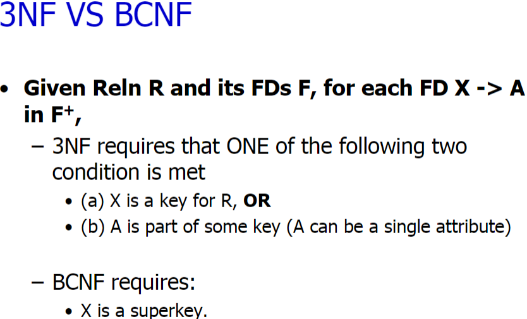 3NF VS BCNF
• Given Reln R and its FDs F, for each FD X -> A
in F+,
– 3NF requires that ONE of the following two
condition is met
• (a) X is a key for R, OR
• (b) A is part of some key (A can be a single attribute)
– BCNF requires:
• X is a superkey.